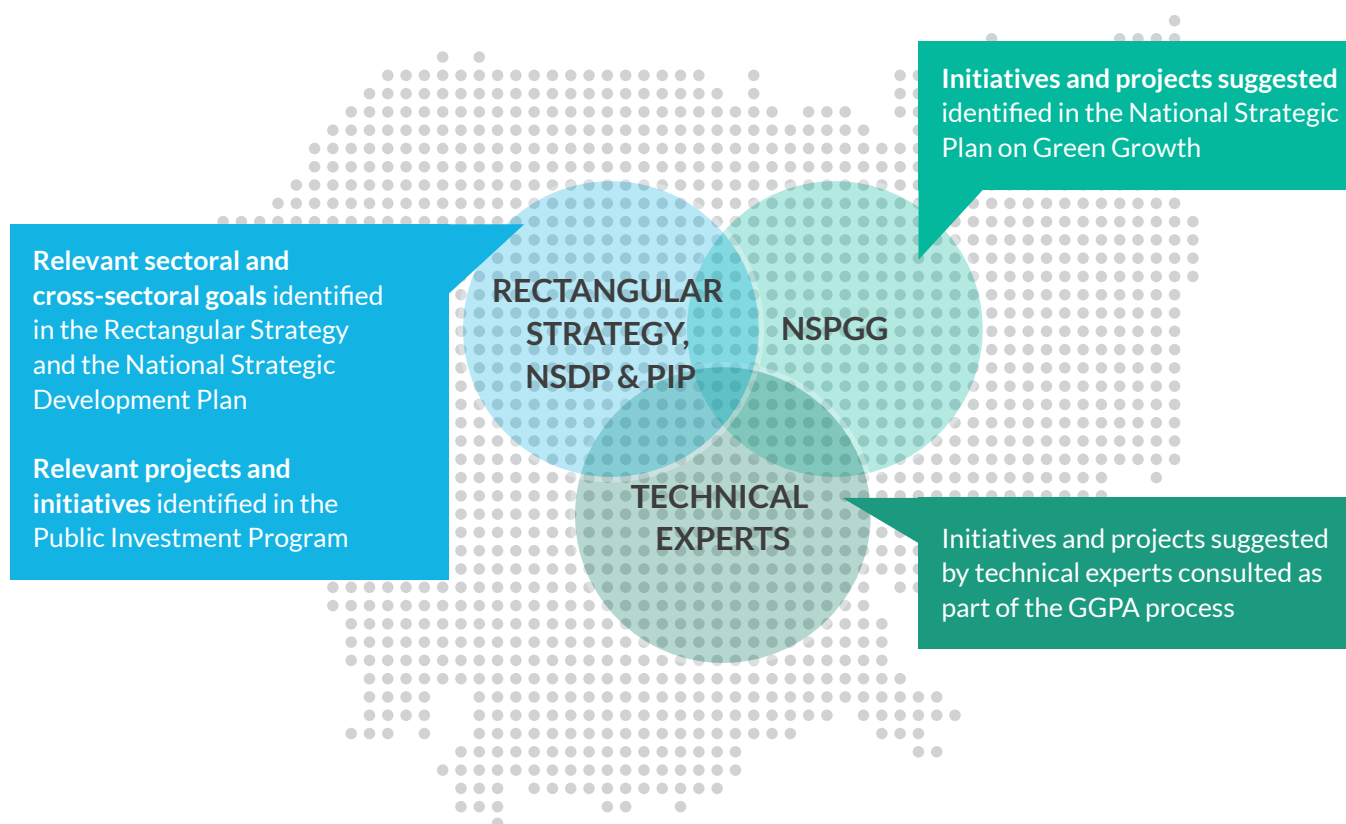 Initiatives and projects suggested
identified in the National Strategic
Plan on Green Growth
Relevant sectoral and
cross-sectoral goals identified
in the Rectangular Strategy
and the National Strategic
Development Plan
Relevant projects and
initiatives identified in the
Public Investment Program
RECTANGULAR
STRATEGY,
NSDP & PIP
NSPGG
TECHNICAL
EXPERTS
Initiatives and projects suggested
by technical experts consulted as
part of the GGPA process